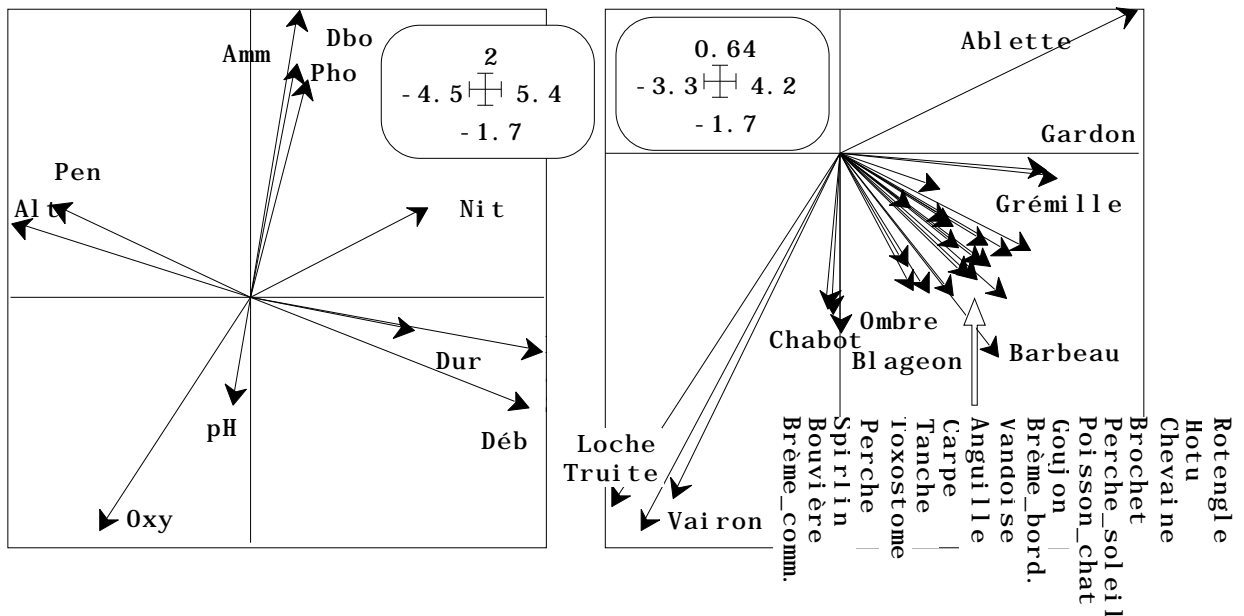 Dbo
Amm
Pho
2
-4.5 5.4
-1.7
Pen
Alt
Nit
Dur
pH
Déb
Oxy
0.64
-3.3 4.2
-1.7
Ablette
Gardon
Grémille
Ombre
Chabot
Blageon
Barbeau
Loche
Truite
Vairon
Brème_comm.
Bouvière
Spirlin
Perche
Toxostome
Tanche
Carpe
Anguille
Vandoise
Brème_bord.
Goujon
Poisson_chat
Perche_soleil
Brochet
Chevaine
Hotu
Rotengle